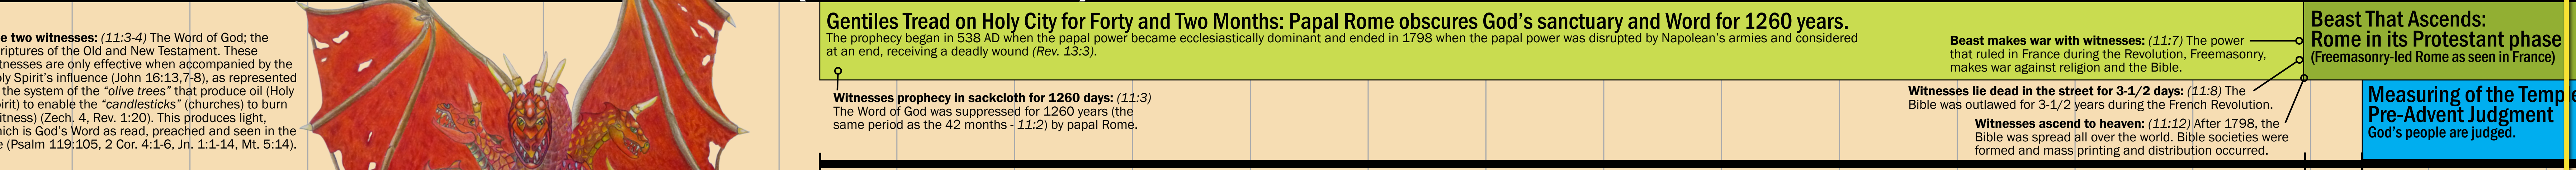 e two witnesses: (11:3-4) The Word of God; the
riptures of the Old and New Testament. These
tnesses are only effective when accompanied by the
ly Spirit's influence (John 16:13,7-8), as represented
the system of the "olive trees" that produce oil (Holy
irit) to enable the "candlesticks" (churches) to burn
itness) (Zech. 4, Rev. 1:20). This produces light,
ich is God's Word as read, preached and seen in the
e (Psalm 119:105, 2 Cor. 4:1-6, Jn. 1:1-14, Mt. 5:14).
Gentiles Tread on Holy City for Forty and Two Months: Papal Rome obscures God's sanctuary and Word for 1260 years.
The prophecy began in 538 AD when the papal power became ecclesiastically dominant and ended in 1798 when the papal power was disrupted by Napolean's armies and considered
at an end, receiving a deadly wound (Rev. 13:3).
Witnesses prophecy in sackcloth for 1260 days: (11:3)
The Word of God was suppressed for 1260 years (the
same period as the 42 months - 11:2) by papal Rome.
Beast makes war with witnesses: (11:7) The power
that ruled in France during the Revolution, Freemasonry,
makes war against religion and the Bible.
Witnesses lie dead in the street for 3-1/2 days: (11:8) The
Bible was outlawed for 3-1/2 years during the French Revolution.
Witnesses ascend to heaven: (11:12) After 1798, the
Bible was spread all over the world. Bible societies were
formed and mass printing and distribution occurred.
Beast That Ascends:
Rome in its Protestant phase
(Freemasonry-led Rome as seen in France)
Measuring of the Temple
Pre-Advent Judgment
God's people are judged.